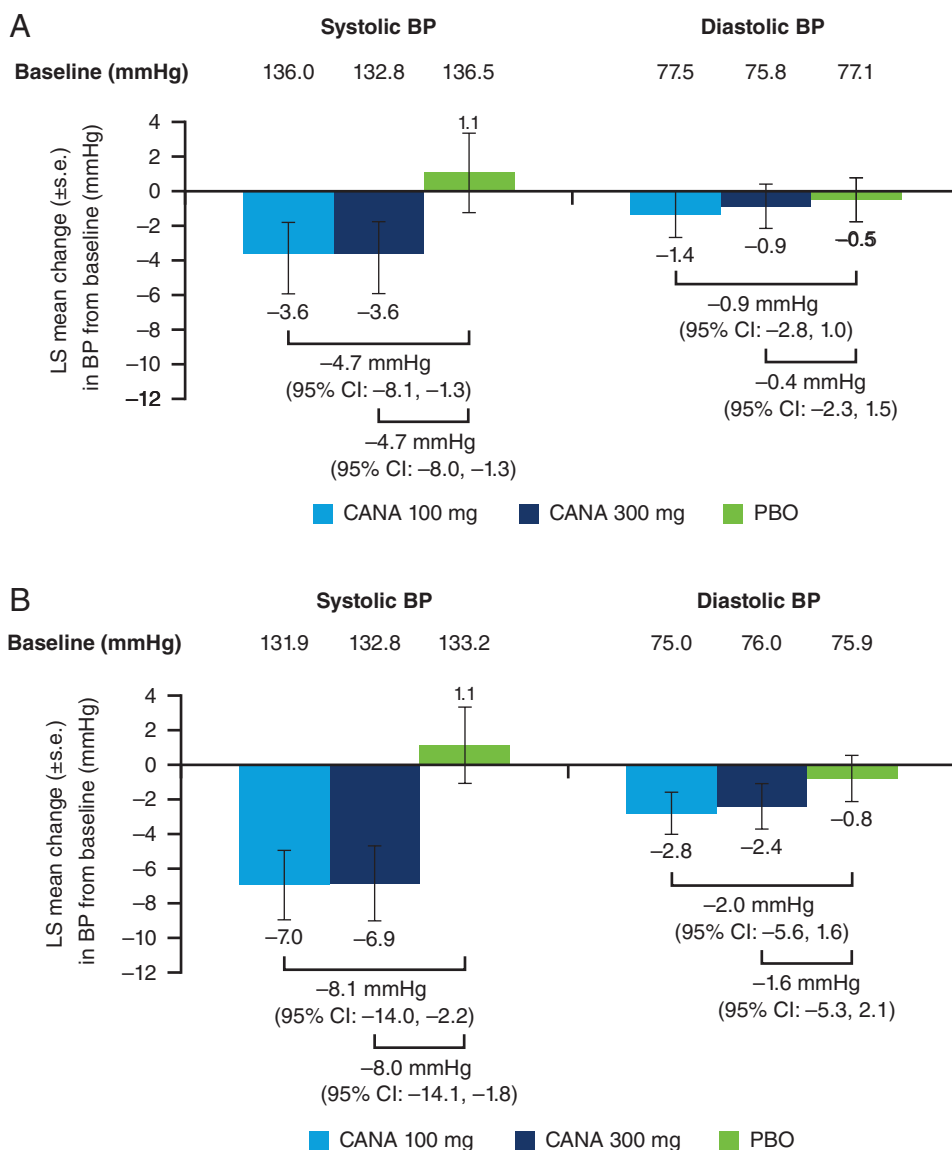 A
Systolic BP
Diastolic BP
Baseline (mmHg)
136.0 132.8 136.5
77.5 75.8 77.1
LS mean change (±s.e.)
in BP from baseline (mmHg)
4
2
0
–2
–4
–6
–8
–10
–12
1.1
–3.6 –3.6
–1.4 –0.9 –0.5
–4.7 mmHg
(95% CI: –8.1, –1.3)
–4.7 mmHg
(95% CI: –8.0, –1.3)
–0.9 mmHg
(95% CI: –2.8, 1.0)
–0.4 mmHg
(95% CI: –2.3, 1.5)
CANA 100 mg CANA 300 mg PBO
B
Systolic BP
Diastolic BP
Baseline (mmHg)
131.9 132.8 133.2
75.0 76.0 75.9
LS mean change (±s.e.)
in BP from baseline (mmHg)
4
2
0
–2
–4
–6
–8
–10
–12
1.1
–7.0 –6.9
–2.8 –2.4 –0.8
–8.1 mmHg
(95% CI: –14.0, –2.2)
–8.0 mmHg
(95% CI: –14.1, –1.8)
–2.0 mmHg
(95% CI: –5.6, 1.6)
–1.6 mmHg
(95% CI: –5.3, 2.1)
CANA 100 mg CANA 300 mg PBO